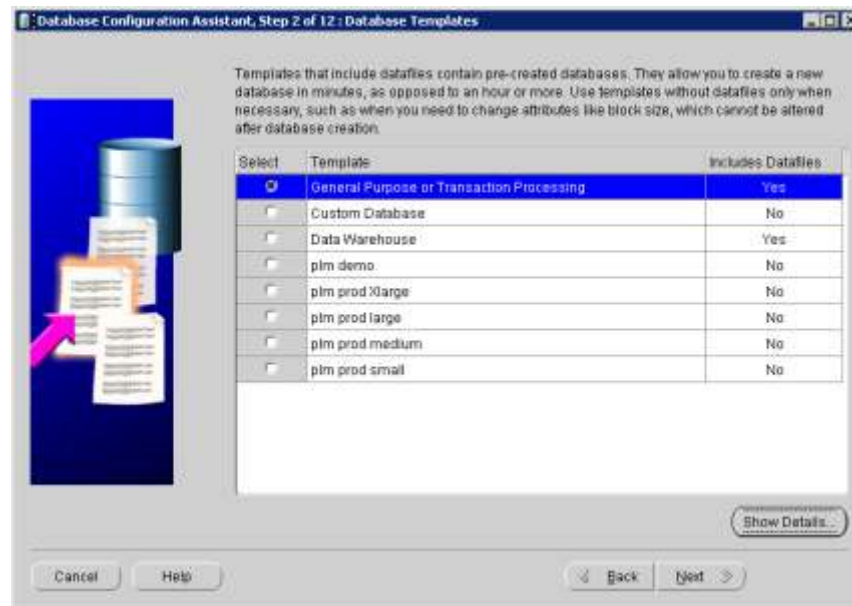 Database Configuration Assistant, Step 2 of 12 : Database Templates
Templates that include datafiles contain pre-created databases. They allow you to create a new
database in minutes, as opposed to an hour or more. Use templates without datafiles only when
necessary, such as when you need to change attributes like block size, which cannot be altered
after database creation.
Select Template Includes Datafiles
General Purpose or Transaction Processing Yes
Custom Database No
Data Warehouse Yes
plm demo No
plm prod Xlarge No
plm prod large No
plm prod medium No
plm prod small No
Show Details...
Cancel Help Back Next